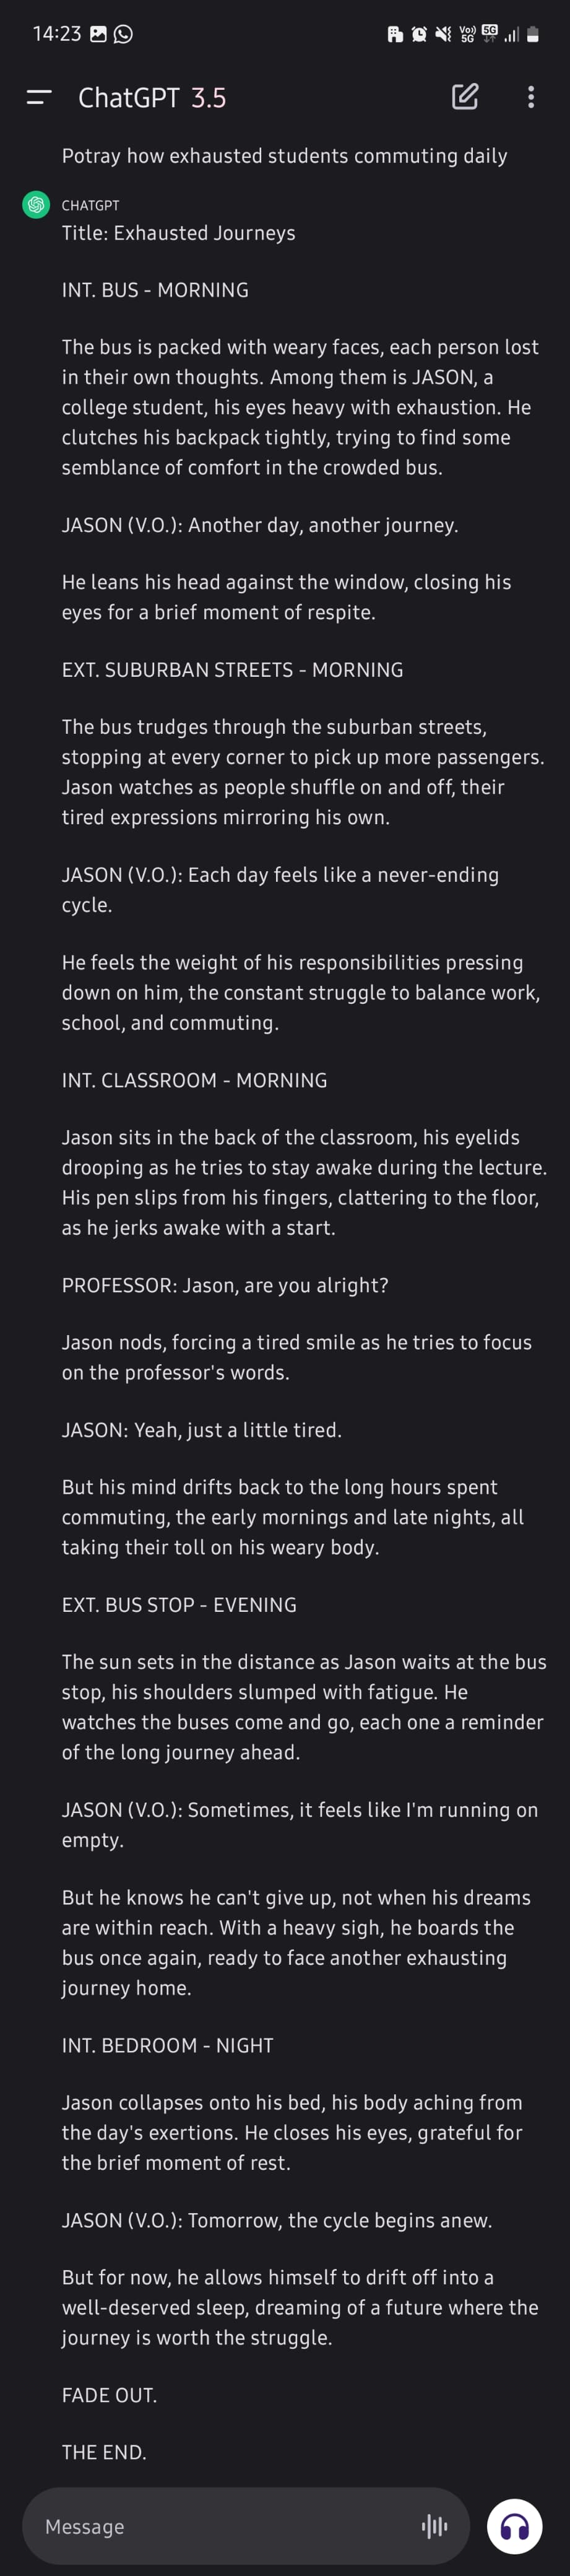 14:23
Vo)) 5G 5G
ChatGPT 3.5
Potray how exhausted students commuting daily
CHATGPT
Title: Exhausted Journeys
INT. BUS - MORNING
The bus is packed with weary faces, each person lost
in their own thoughts. Among them is JASON, a
college student, his eyes heavy with exhaustion. He
clutches his backpack tightly, trying to find some
semblance of comfort in the crowded bus.
JASON (V.O.): Another day, another journey.
He leans his head against the window, closing his
eyes for a brief moment of respite.
EXT. SUBURBAN STREETS - MORNING
The bus trudges through the suburban streets,
stopping at every corner to pick up more passengers.
Jason watches as people shuffle on and off, their
tired expressions mirroring his own.
JASON (V.O.): Each day feels like a never-ending
cycle.
He feels the weight of his responsibilities pressing
down on him, the constant struggle to balance work,
school, and commuting.
INT. CLASSROOM - MORNING
Jason sits in the back of the classroom, his eyelids
drooping as he tries to stay awake during the lecture.
His pen slips from his fingers, clattering to the floor,
as he jerks awake with a start.
PROFESSOR: Jason, are you alright?
Jason nods, forcing a tired smile as he tries to focus
on the professor's words.
JASON: Yeah, just a little tired.
But his mind drifts back to the long hours spent
commuting, the early mornings and late nights, all
taking their toll on his weary body.
EXT. BUS STOP - EVENING
The sun sets in the distance as Jason waits at the bus
stop, his shoulders slumped with fatigue. He
watches the buses come and go, each one a reminder
of the long journey ahead.
JASON (V.O.): Sometimes, it feels like I'm running on
empty.
But he knows he can't give up, not when his dreams
are within reach. With a heavy sigh, he boards the
bus once again, ready to face another exhausting
journey home.
INT. BEDROOM - NIGHT
Jason collapses onto his bed, his body aching from
the day's exertions. He closes his eyes, grateful for
the brief moment of rest.
JASON (V.O.): Tomorrow, the cycle begins anew.
But for now, he allows himself to drift off into a
well-deserved sleep, dreaming of a future where the
journey is worth the struggle.
FADE OUT.
THE END.
Message